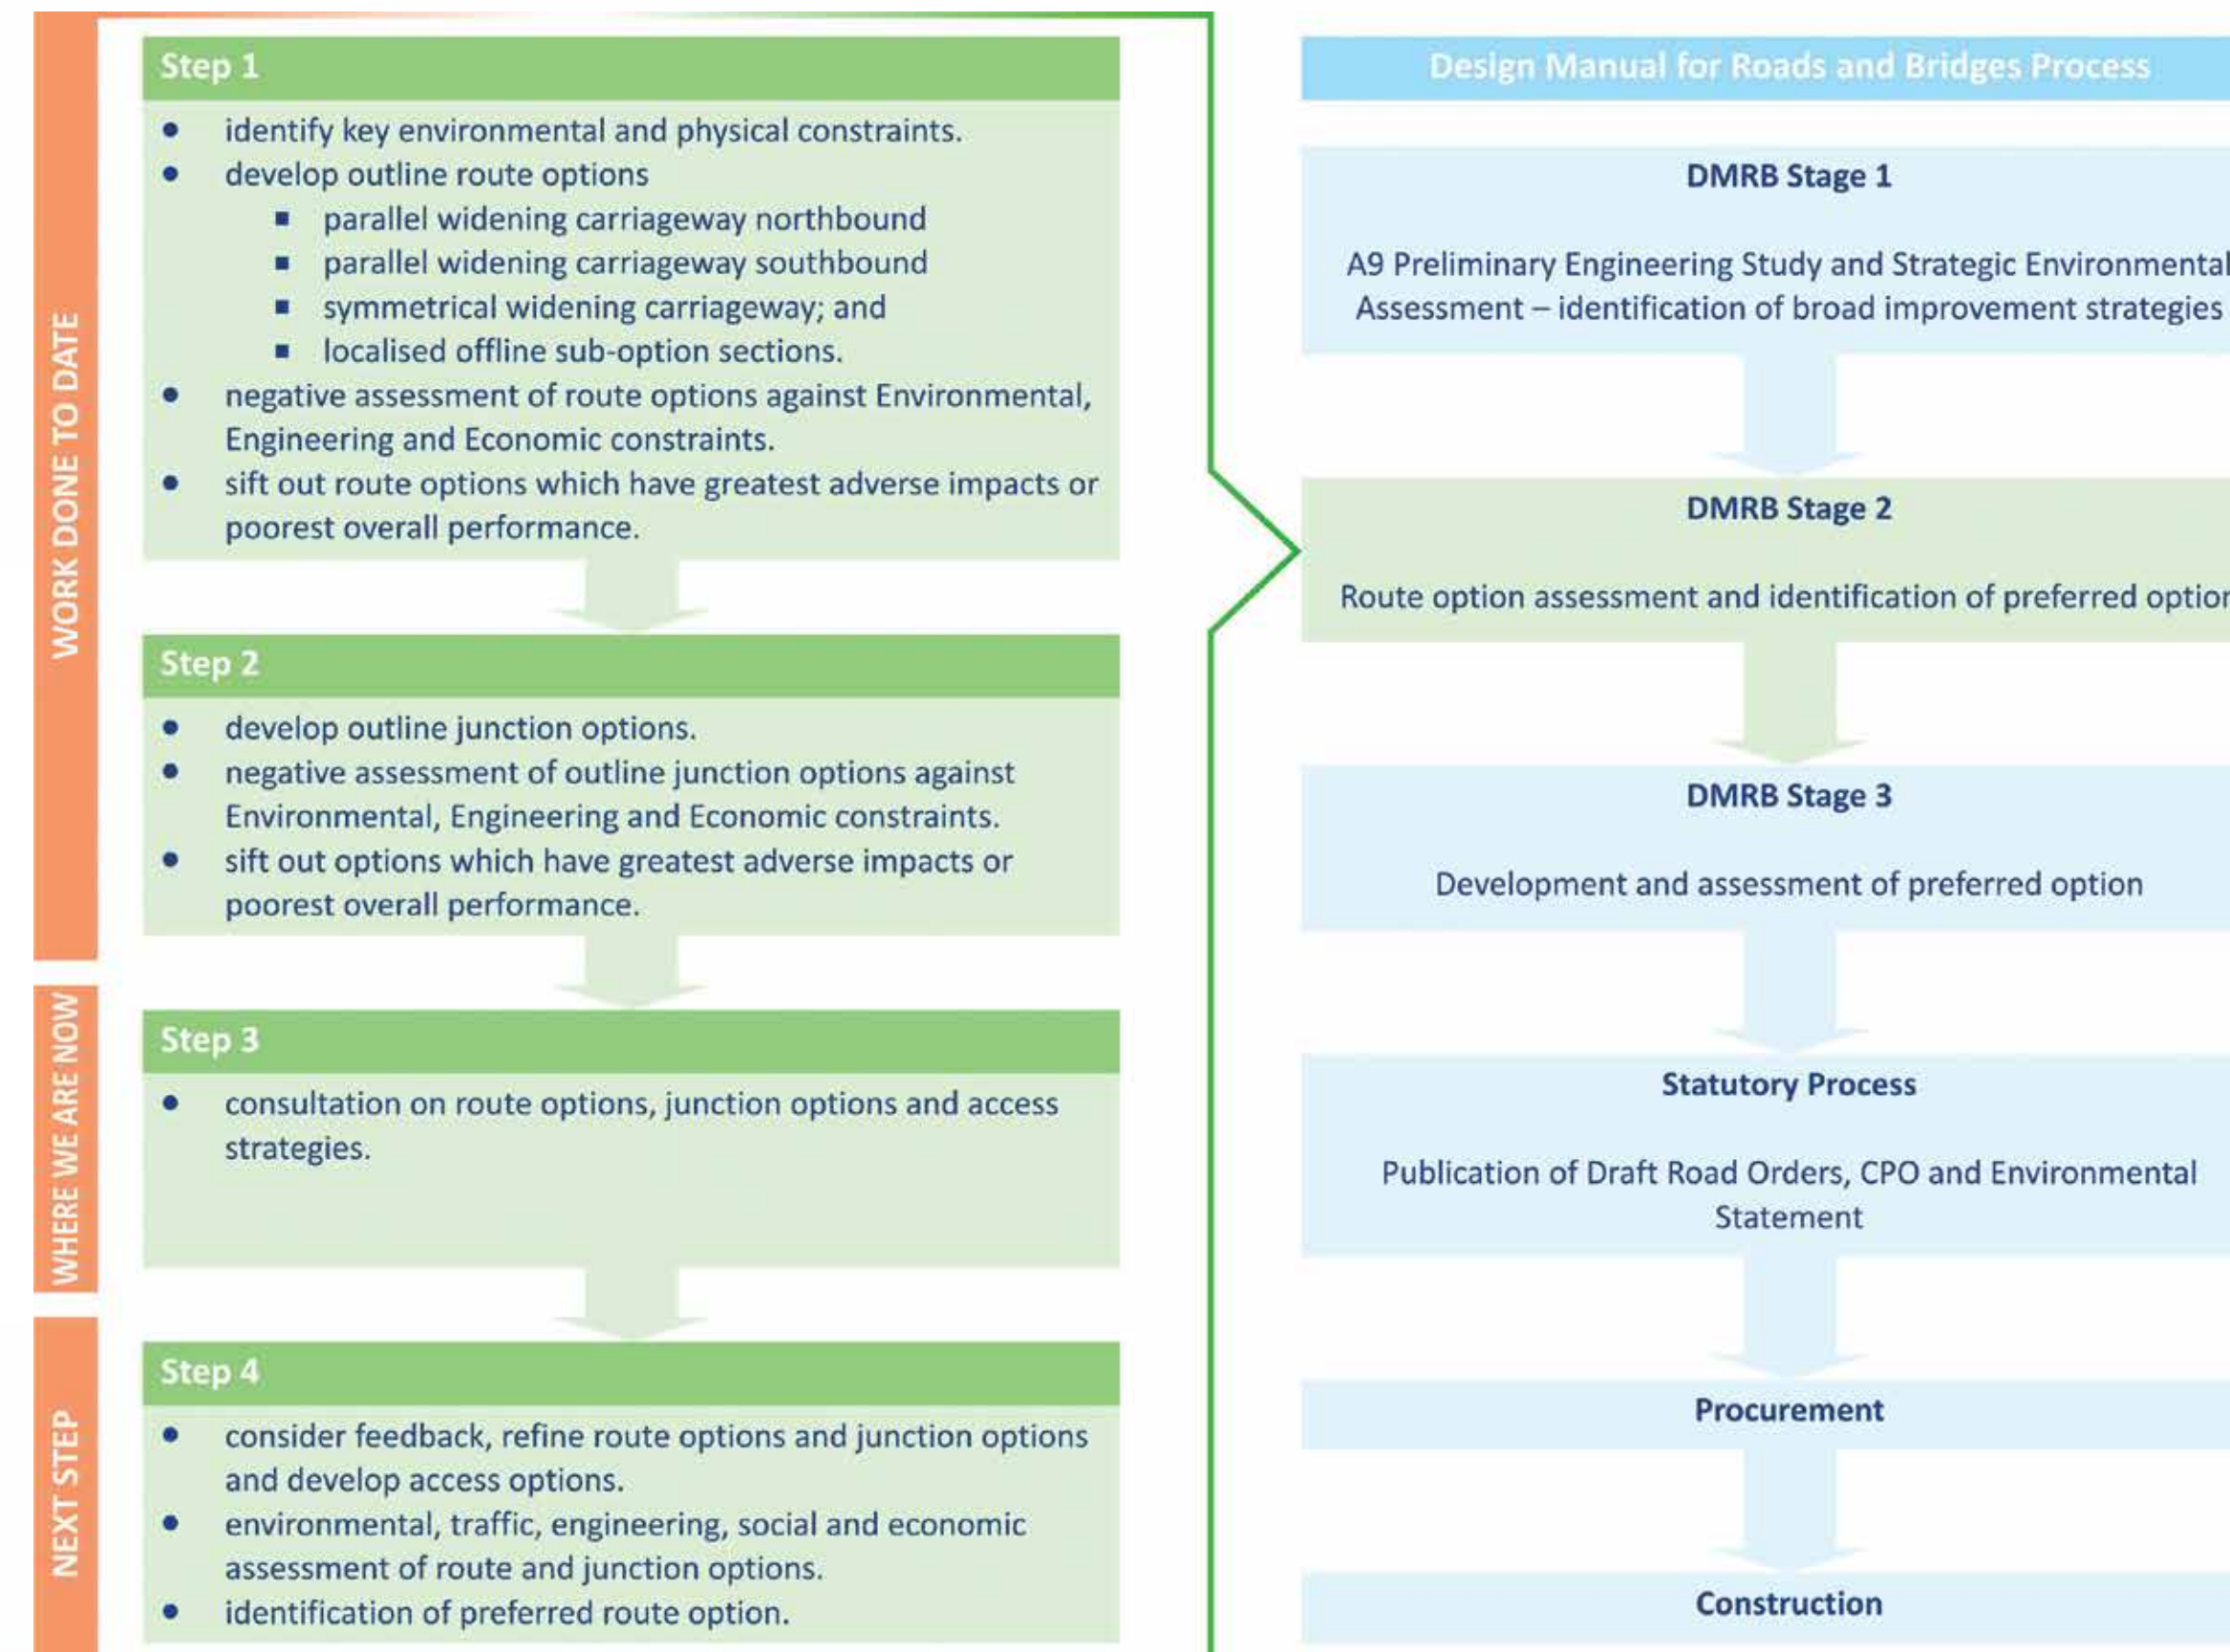 WORK DONE TO DATE
Step 1
• identify key environmental and physical constraints.
• develop outline route options
▪ parallel widening carriageway northbound
▪ parallel widening carriageway southbound
▪ symmetrical widening carriageway; and
▪ localised offline sub-option sections.
• negative assessment of route options against Environmental,
Engineering and Economic constraints.
• sift out route options which have greatest adverse impacts or
poorest overall performance.
Step 2
• develop outline junction options.
• negative assessment of outline junction options against
Environmental, Engineering and Economic constraints.
• sift out options which have greatest adverse impacts or
poorest overall performance.
WHERE WE ARE NOW
Step 3
• consultation on route options, junction options and access
strategies.
NEXT STEP
Step 4
• consider feedback, refine route options and junction options
and develop access options.
• environmental, traffic, engineering, social and economic
assessment of route and junction options.
• identification of preferred route option.
Design Manual for Roads and Bridges Process
DMRB Stage 1
A9 Preliminary Engineering Study and Strategic Environmental
Assessment – identification of broad improvement strategies
DMRB Stage 2
Route option assessment and identification of preferred option
DMRB Stage 3
Development and assessment of preferred option
Statutory Process
Publication of Draft Road Orders, CPO and Environmental
Statement
Procurement
Construction